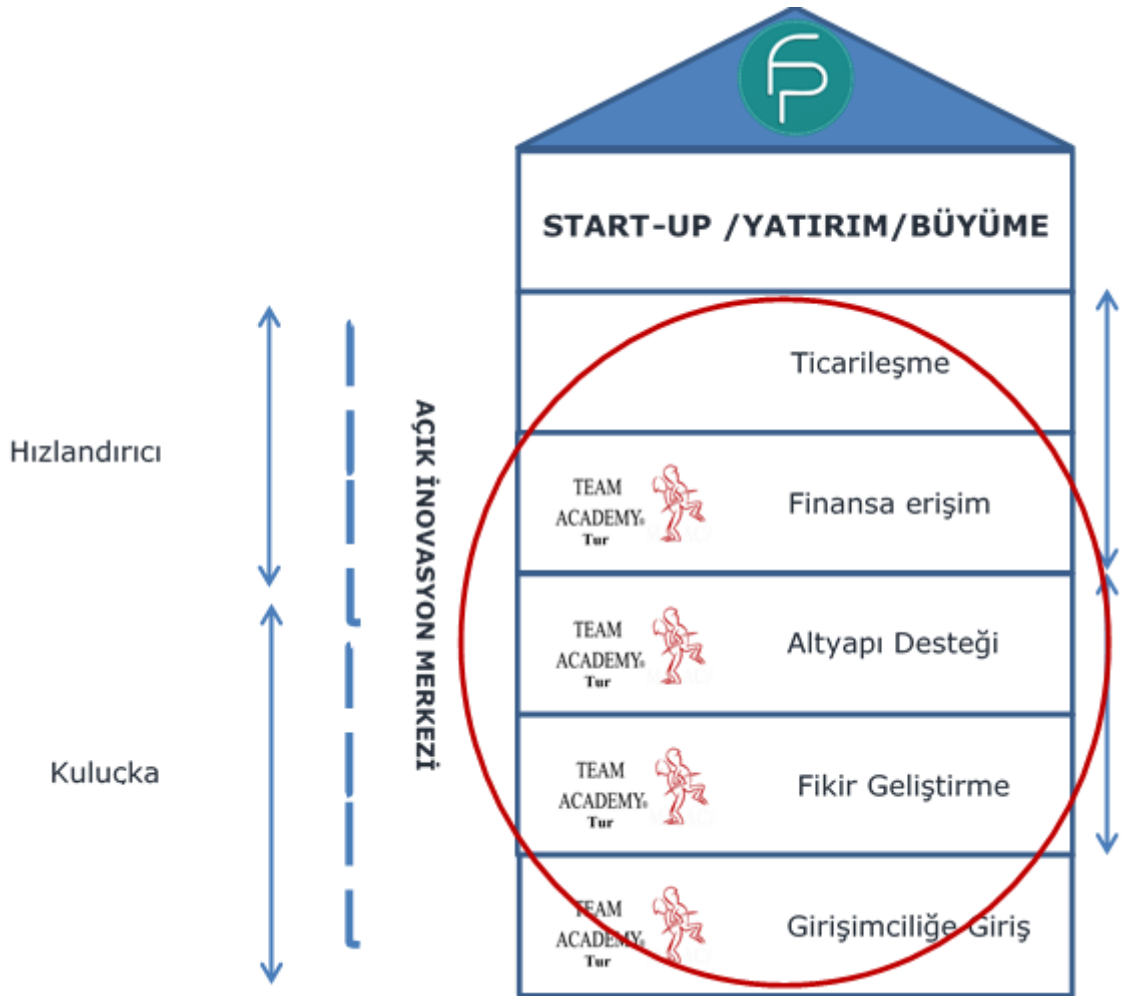 START-UP /YATIRIM/BÜYÜME
Ticarileşme
Hızlandırıcı
AÇIK İNOVASYON MERKEZİ
TEAM
ACADEMY®
Tur
Finansa erişim
TEAM
ACADEMY®
Tur
Altyapı Desteği
Kuluçka
TEAM
ACADEMY®
Tur
Fikir Geliştirme
TEAM
ACADEMY®
Tur
Girişimciliğe Giriş